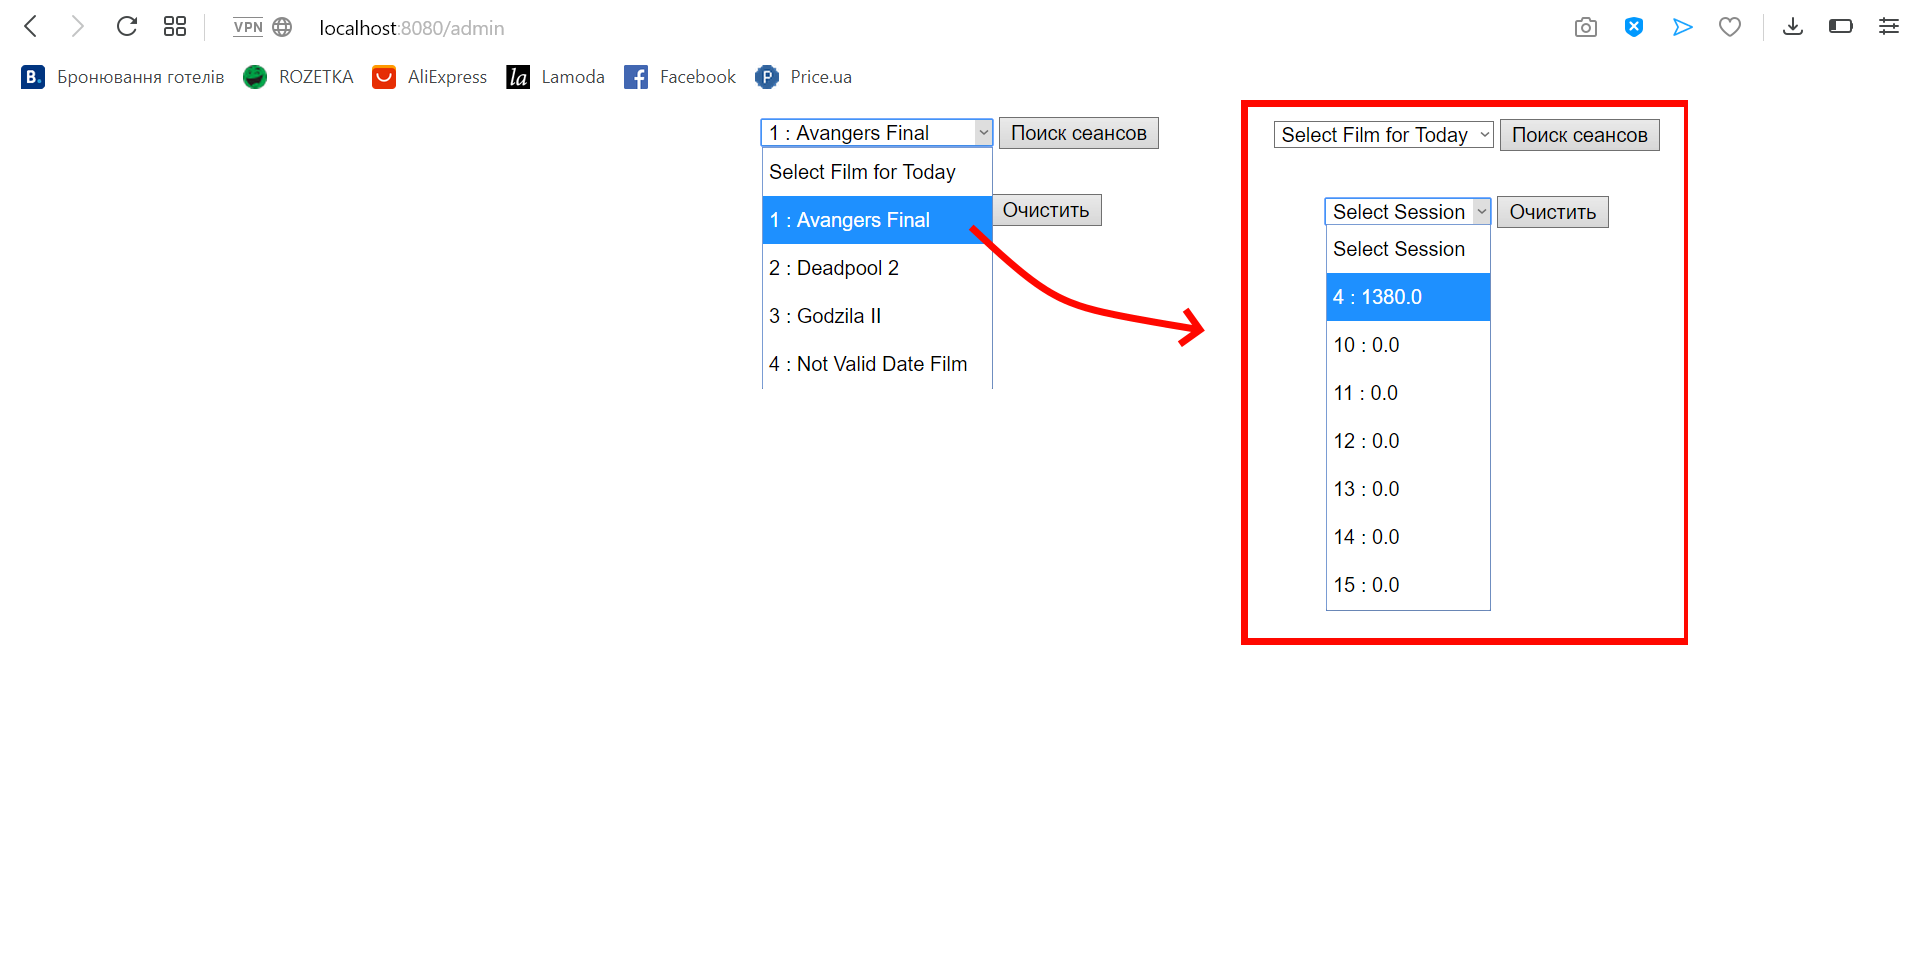 VPN localhost:8080/admin
B. Бронювання готелів ROZETKA AliExpress la Lamoda Facebook P Price.ua
1 : Avangers Final Поиск сеансов
Select Film for Today
1 : Avangers Final
Очистить
2 : Deadpool 2
3 : Godzila II
4 : Not Valid Date Film
Select Film for Today Поиск сеансов
Select Session Очистить
Select Session
4 : 1380.0
10 : 0.0
11 : 0.0
12 : 0.0
13 : 0.0
14 : 0.0
15 : 0.0